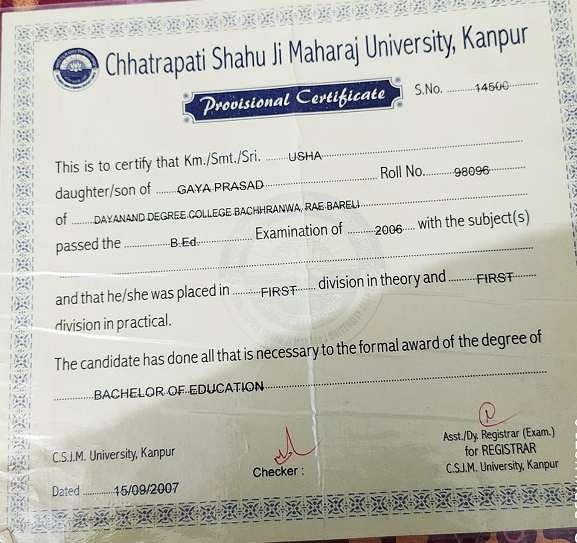 Chhatrapati Shahu Ji Maharaj University, Kanpur
Provisional Certificate
S.No. 14500
This is to certify that Km./Smt./Sri. USHA
daughter/son of GAYA PRASAD Roll No. 98096
of DAYANAND DEGREE COLLEGE BACHHRANWA, RAE BARELI
passed the B.Ed. Examination of 2006 with the subject(s)
and that he/she was placed in FIRST division in theory and FIRST
division in practical.
The candidate has done all that is necessary to the formal award of the degree of
BACHELOR OF EDUCATION
C.S.J.M. University, Kanpur
Checker :
Asst./Dy. Registrar (Exam.)
for REGISTRAR
C.S.J.M. University, Kanpur
Dated 15/09/2007